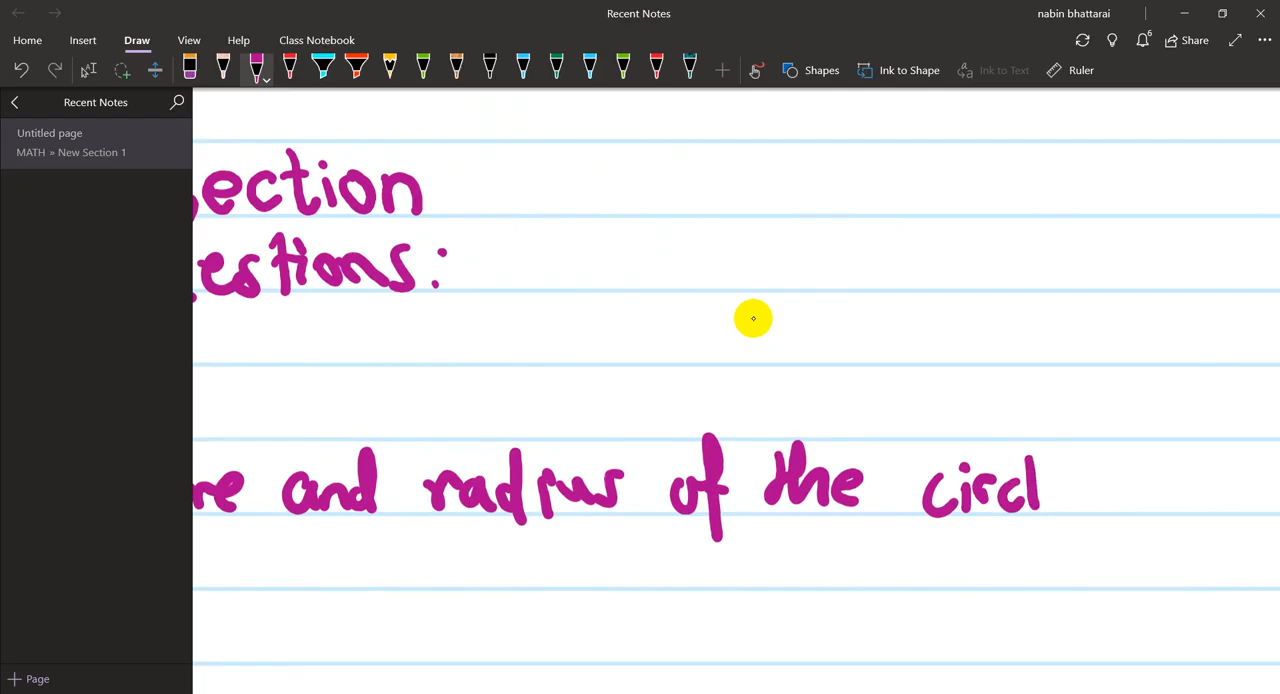 Recent Notes
nabin bhattarai
Home Insert Draw View Help Class Notebook
6
Share
Shapes Ink to Shape Ink to Text Ruler
Recent Notes
Untitled page
MATH » New Section 1
ection
estions:
re and radius of the circl
Page